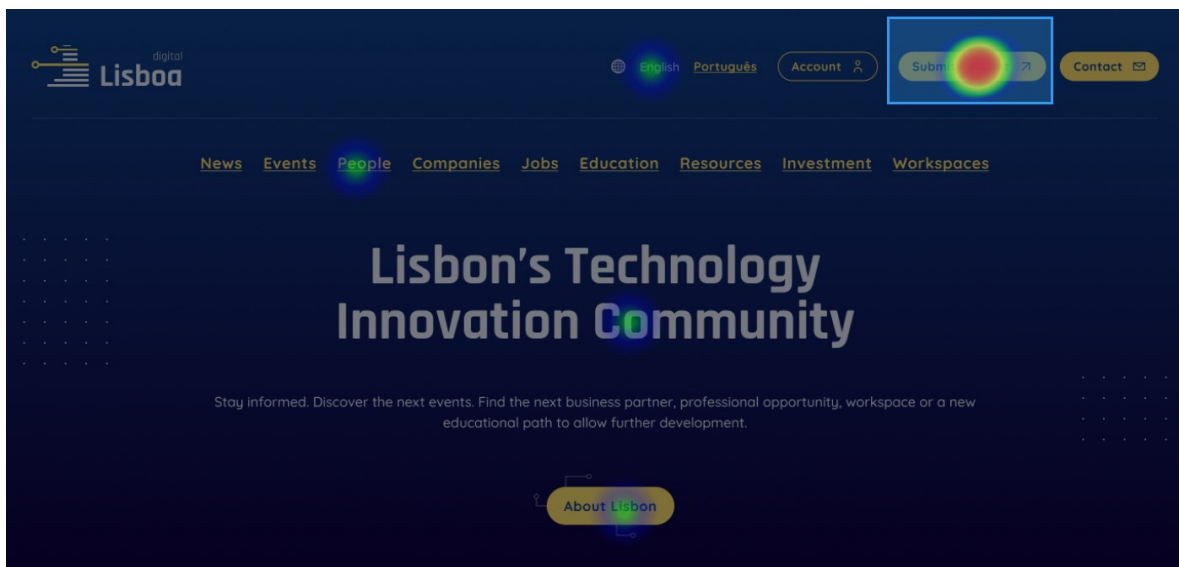 digital
Lisboa
English Português Account Submit Contact
News Events People Companies Jobs Education Resources Investment Workspaces
Lisbon's Technology
Innovation Community
Stay informed. Discover the next events. Find the next business partner, professional opportunity, workspace or a new
educational path to allow further development.
About Lisbon